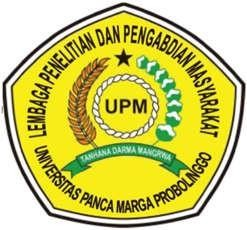 LEMBAGA PENELITIAN DAN PENGABDIAN MASYARAKAT
UPM
TANHANA DARMA MANGRWA
UNIVERSITAS PANCA MARGA PROBOLINGGO